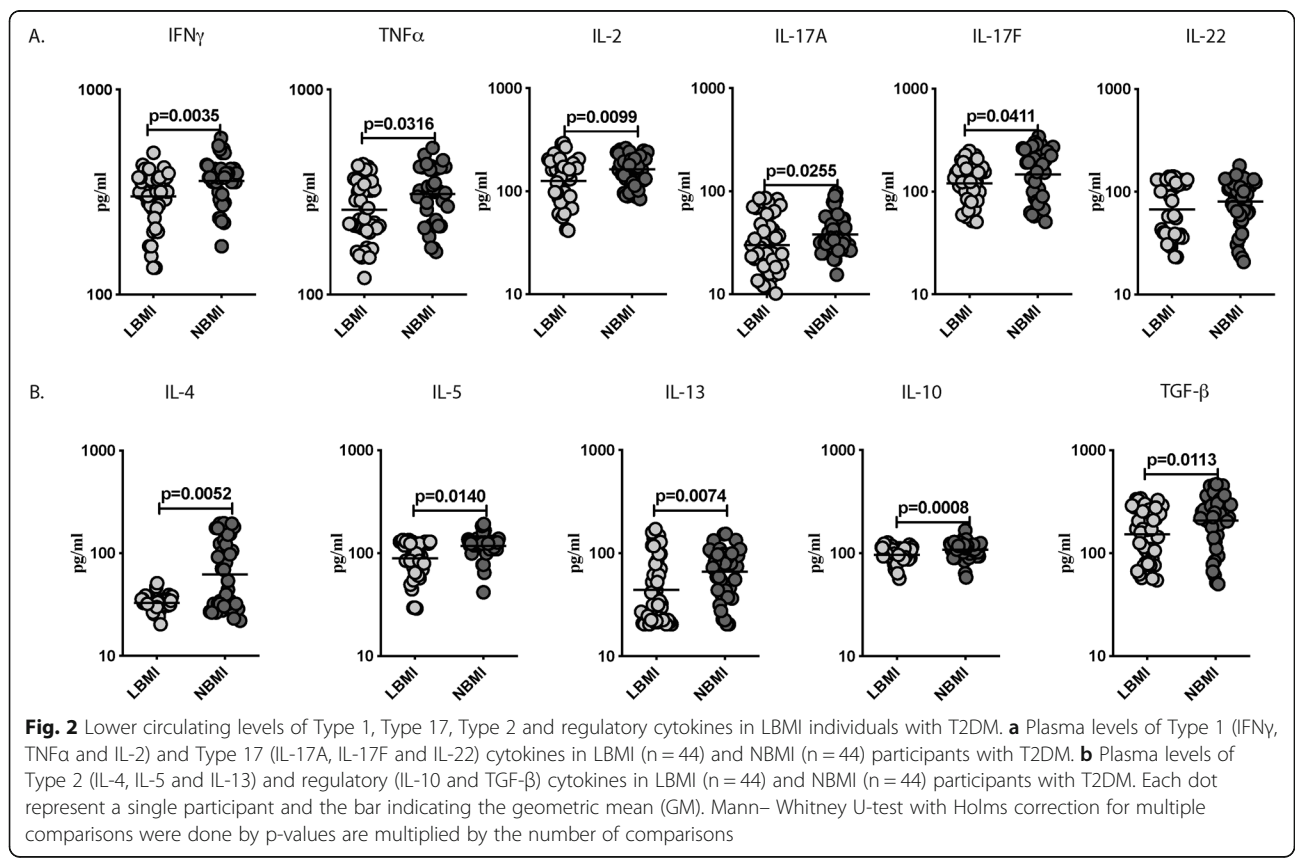 A.
IFNγ
TNFα
IL-2
IL-17A
IL-17F
IL-22
1000
100
pg/ml
p=0.0035
LBMI
NBMI
1000
100
pg/ml
p=0.0316
LBMI
NBMI
1000
100
10
pg/ml
p=0.0099
LBMI
NBMI
1000
100
10
pg/ml
p=0.0255
LBMI
NBMI
1000
100
10
pg/ml
p=0.0411
LBMI
NBMI
1000
100
10
pg/ml
LBMI
NBMI
B.
IL-4
IL-5
IL-13
IL-10
TGF-β
1000
100
10
pg/ml
p=0.0052
LBMI
NBMI
1000
100
10
pg/ml
p=0.0140
LBMI
NBMI
1000
100
10
pg/ml
p=0.0074
LBMI
NBMI
1000
100
10
pg/ml
p=0.0008
LBMI
NBMI
1000
100
10
pg/ml
p=0.0113
LBMI
NBMI
Fig. 2 Lower circulating levels of Type 1, Type 17, Type 2 and regulatory cytokines in LBMI individuals with T2DM. a Plasma levels of Type 1 (IFNγ,
TNFα and IL-2) and Type 17 (IL-17A, IL-17F and IL-22) cytokines in LBMI (n = 44) and NBMI (n = 44) participants with T2DM. b Plasma levels of
Type 2 (IL-4, IL-5 and IL-13) and regulatory (IL-10 and TGF-β) cytokines in LBMI (n = 44) and NBMI (n = 44) participants with T2DM. Each dot
represent a single participant and the bar indicating the geometric mean (GM). Mann– Whitney U-test with Holms correction for multiple
comparisons were done by p-values are multiplied by the number of comparisons